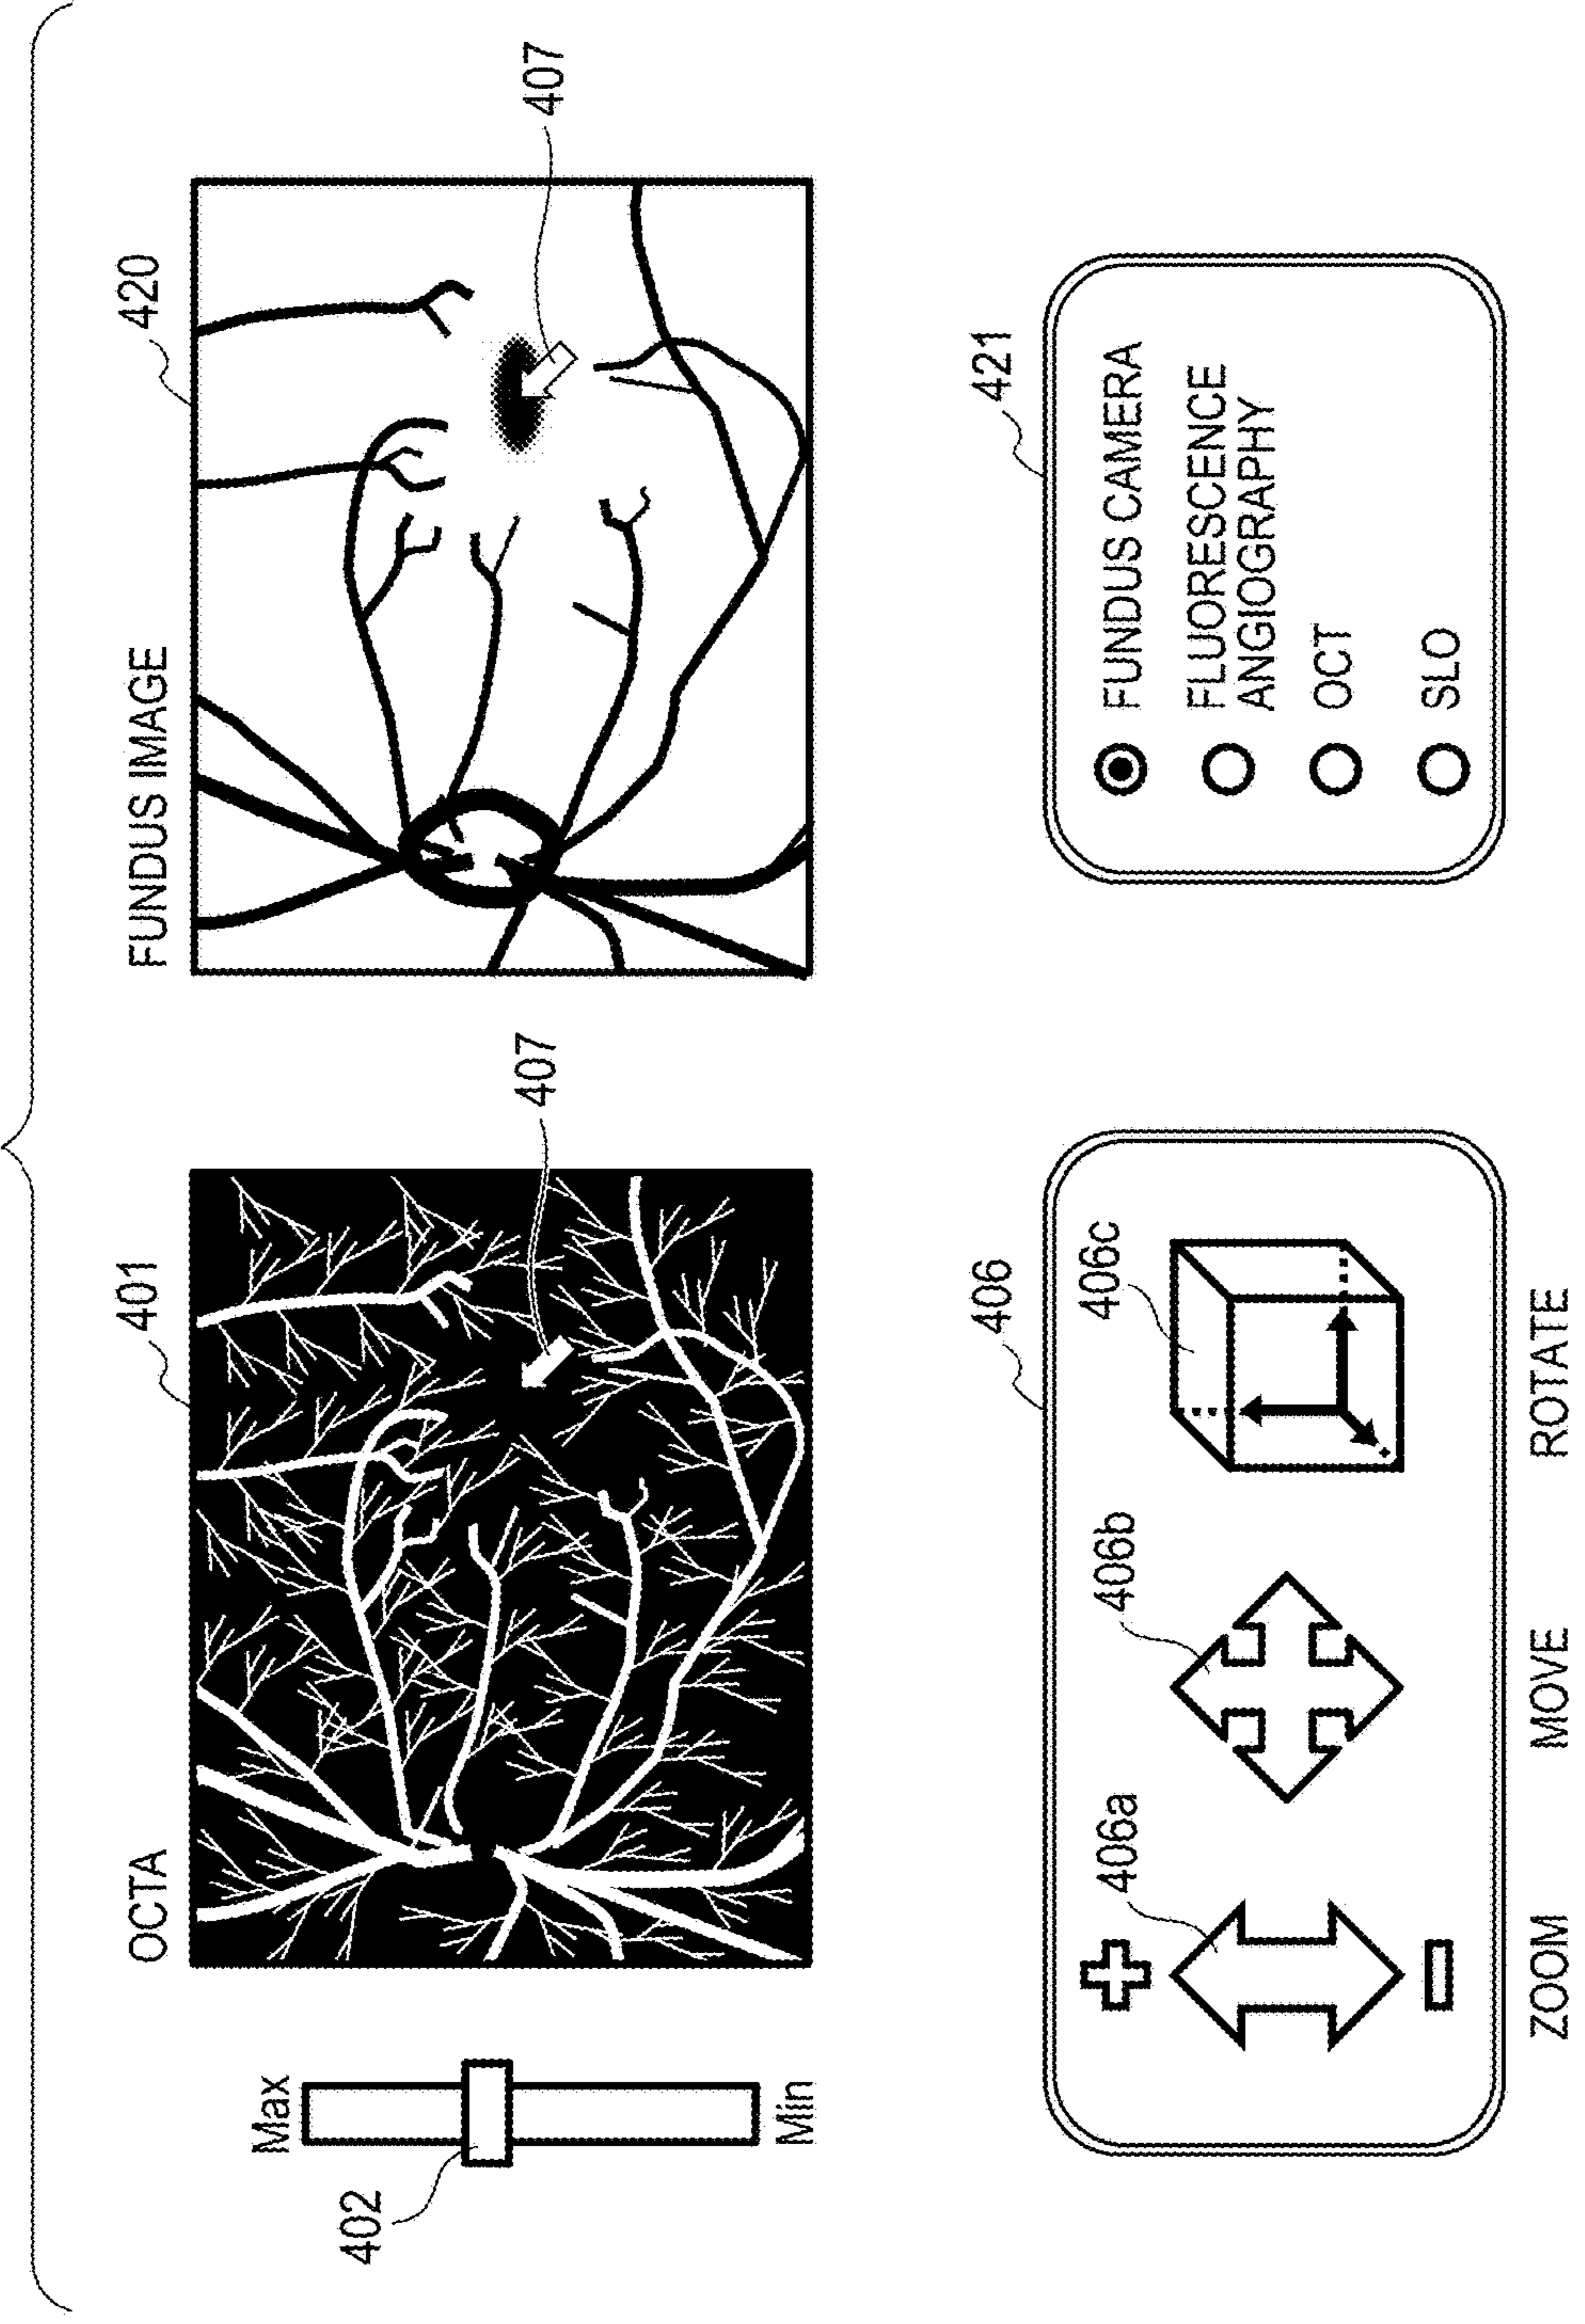 OCTA
401
407
402
Max
Min
FUNDUS IMAGE
420
407
406
406a
406b
406c
ZOOM
MOVE
ROTATE
421
FUNDUS CAMERA
FLUORESCENCE
ANGIOGRAPHY
OCT
SLO